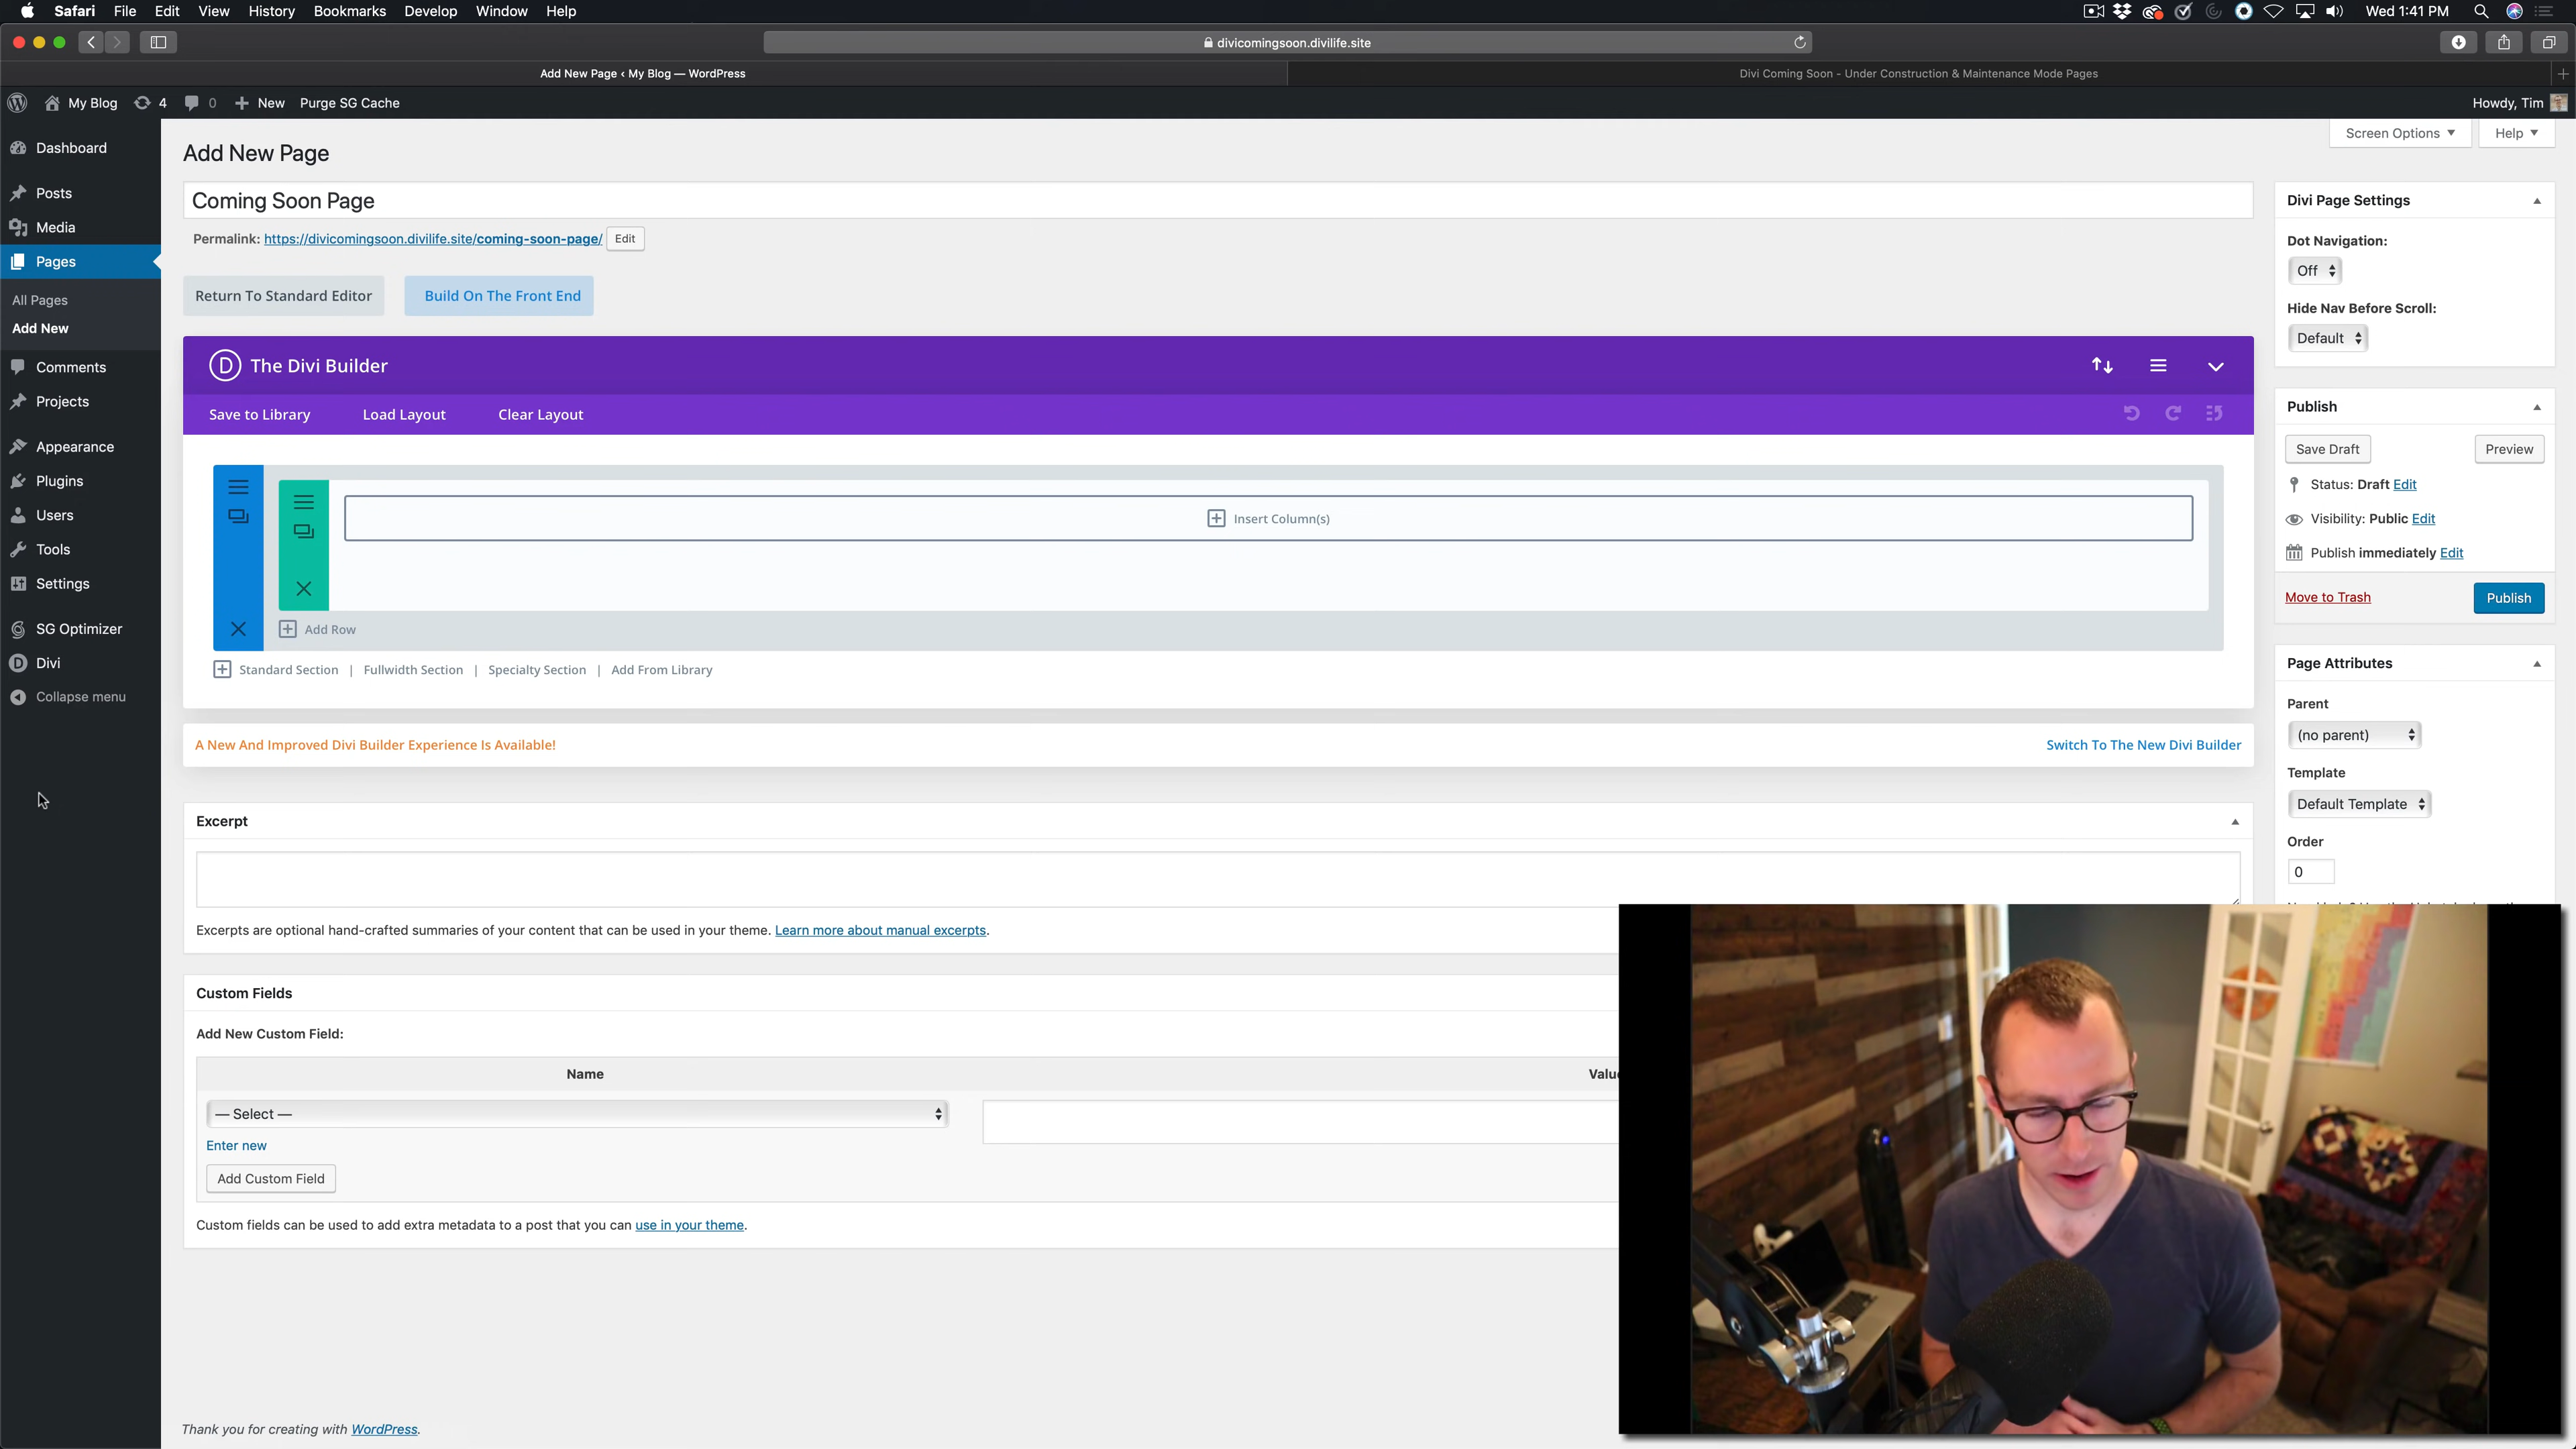 Safari File Edit View History Bookmarks Develop Window Help Wed 1:41 PM
divicomingsoon.divilife.site
Add New Page ‹ My Blog — WordPress
Divi Coming Soon - Under Construction & Maintenance Mode Pages
My Blog 4 0 New Purge SG Cache Howdy, Tim
Screen Options Help
Dashboard
Posts
Media
Pages
All Pages
Add New
Comments
Projects
Appearance
Plugins
Users
Tools
Settings
SG Optimizer
Divi
Collapse menu
Add New Page
Coming Soon Page
Permalink: https://divicomingsoon.divilife.site/coming-soon-page/ Edit
Return To Standard Editor Build On The Front End
D The Divi Builder
Save to Library Load Layout Clear Layout
Insert Column(s)
Add Row
Standard Section | Fullwidth Section | Specialty Section | Add From Library
A New And Improved Divi Builder Experience Is Available! Switch To The New Divi Builder
Excerpt
Excerpts are optional hand-crafted summaries of your content that can be used in your theme. Learn more about manual excerpts.
Custom Fields
Add New Custom Field:
Name
— Select —
Enter new
Add Custom Field
Custom fields can be used to add extra metadata to a post that you can use in your theme.
Thank you for creating with WordPress.
Divi Page Settings
Dot Navigation:
Off
Hide Nav Before Scroll:
Default
Publish
Save Draft Preview
Status: Draft Edit
Visibility: Public Edit
Publish immediately Edit
Move to Trash Publish
Page Attributes
Parent
(no parent)
Template
Default Template
Order
0